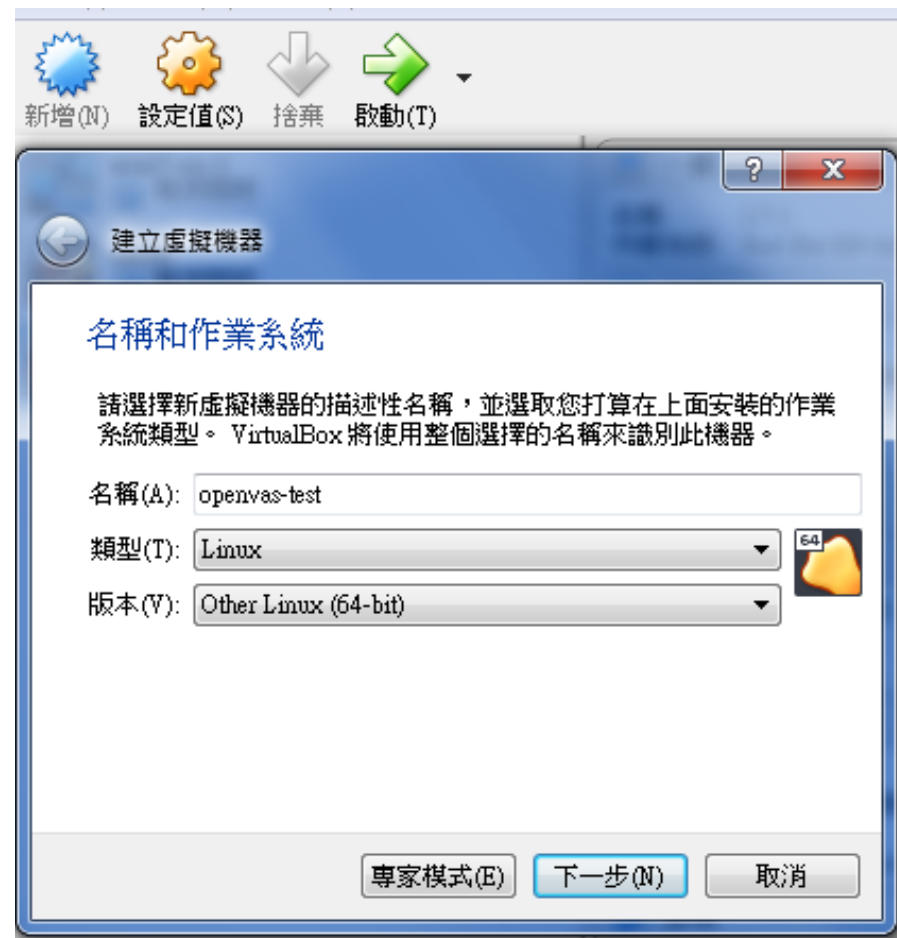 新增(N) 設定值(S) 捨棄 啟動(T)
?
建立虛擬機器
名稱和作業系統
請選擇新虛擬機器的描述性名稱，並選取您打算在上面安裝的作業
系統類型。 VirtualBox 將使用整個選擇的名稱來識別此機器。
名稱(A): openvas-test
類型(T): Linux
64
版本(V): Other Linux (64-bit)
專家模式(E) 下一步(N) 取消